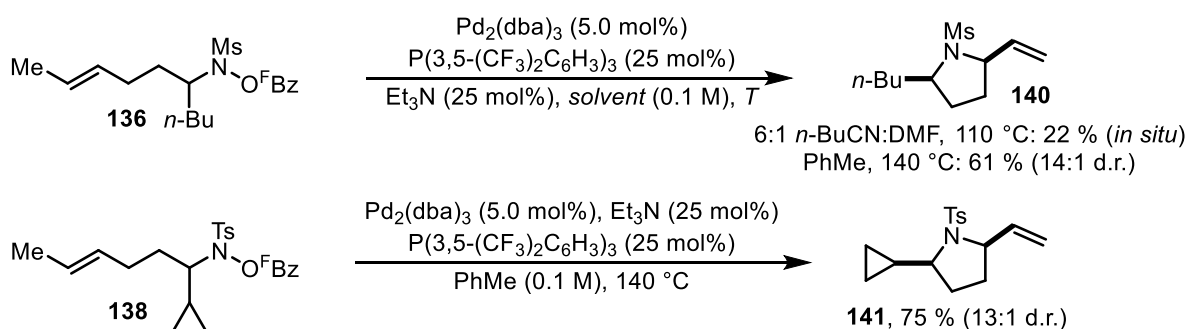 Me
Ms
N
O
FBz
136
n-Bu
Pd2(dba)3 (5.0 mol%)
P(3,5-(CF3)2C6H3)3 (25 mol%)
Et3N (25 mol%), solvent (0.1 M), T
Ms
N
n-Bu
140
6:1 n-BuCN:DMF, 110 °C: 22 % (in situ)
PhMe, 140 °C: 61 % (14:1 d.r.)
Me
Ts
N
O
FBz
138
Pd2(dba)3 (5.0 mol%), Et3N (25 mol%)
P(3,5-(CF3)2C6H3)3 (25 mol%)
PhMe (0.1 M), 140 °C
Ts
N
141, 75 % (13:1 d.r.)